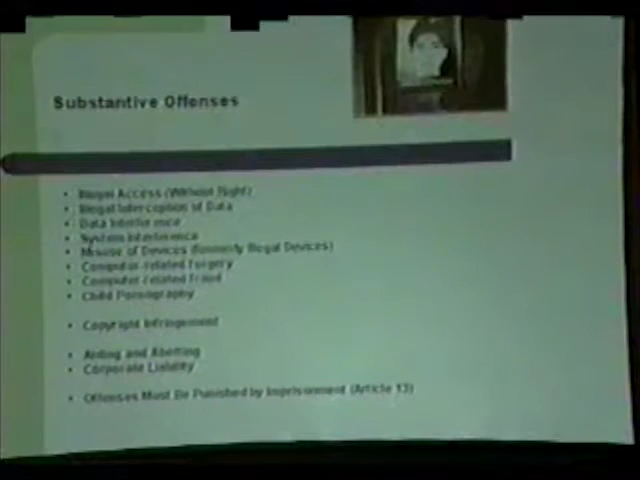 Substantive Offenses
• Illegal Access (Without Right)
• Illegal Interception of Data
• Data Interference
• System Interference
• Misuse of Devices (formerly Illegal Devices)
• Computer-related forgery
• Computer related fraud
• Child Pornography
• Copyright Infringement
• Aiding and Abetting
• Corporate Liability
• Offenses Must Be Punished by Imprisonment (Article 13)